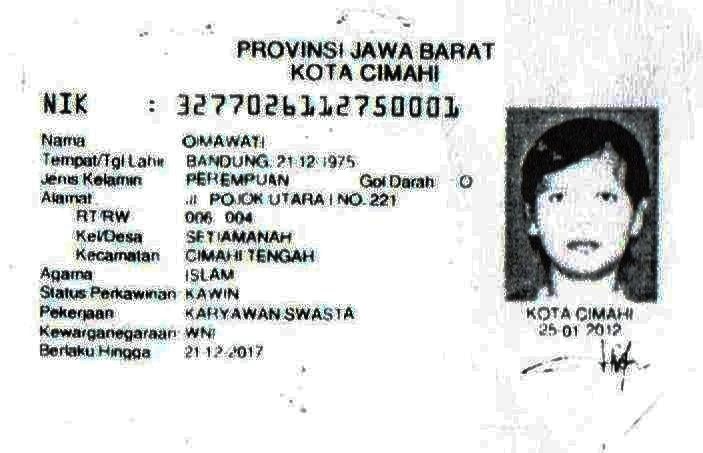 PROVINSI JAWA BARAT
KOTA CIMAHI
NIK : 3277026112750001
Nama OIMAWATI
Tempat/Tgl Lahir BANDUNG, 21-12-1975
Jenis Kelamin PEREMPUAN Gol Darah O
Alamat JL POJOK UTARA I NO. 221
RT/RW 006 004
Kel/Desa SETIAMANAH
Kecamatan CIMAHI TENGAH
Agama ISLAM
Status Perkawinan KAWIN
Pekerjaan KARYAWAN SWASTA
Kewarganegaraan WNI
Berlaku Hingga 21-12-2017
KOTA CIMAHI
25-01-2012